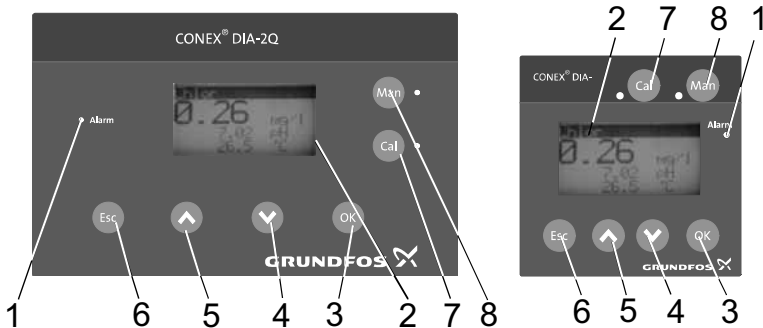 CONEX® DIA-2Q
Alarm
Chlor
0.26 mg/l
7.02 pH
26.5 °C
Man
Cal
Esc
OK
GRUNDFOS
1
6
5
4
3
2
7
8
2
7
8
1
CONEX® DIA-
Cal
Man
Alarm
Chlor
0.26 mg/l
7.02 pH
26.5 °C
Esc
OK
GRUNDFOS
6
5
4
3